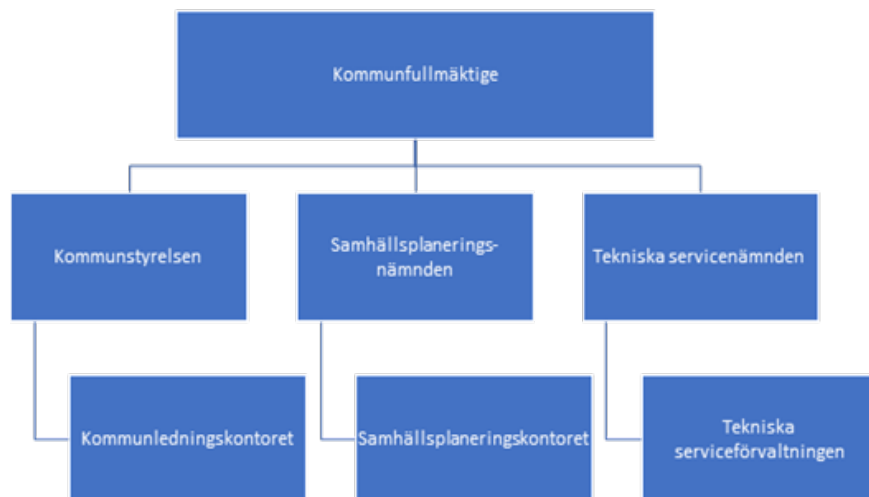 Kommunfullmäktige
Kommunstyrelsen
Samhällsplanerings-
nämnden
Tekniska servicenämnden
Kommunledningskontoret
Samhällsplaneringskontoret
Tekniska
serviceförvaltningen